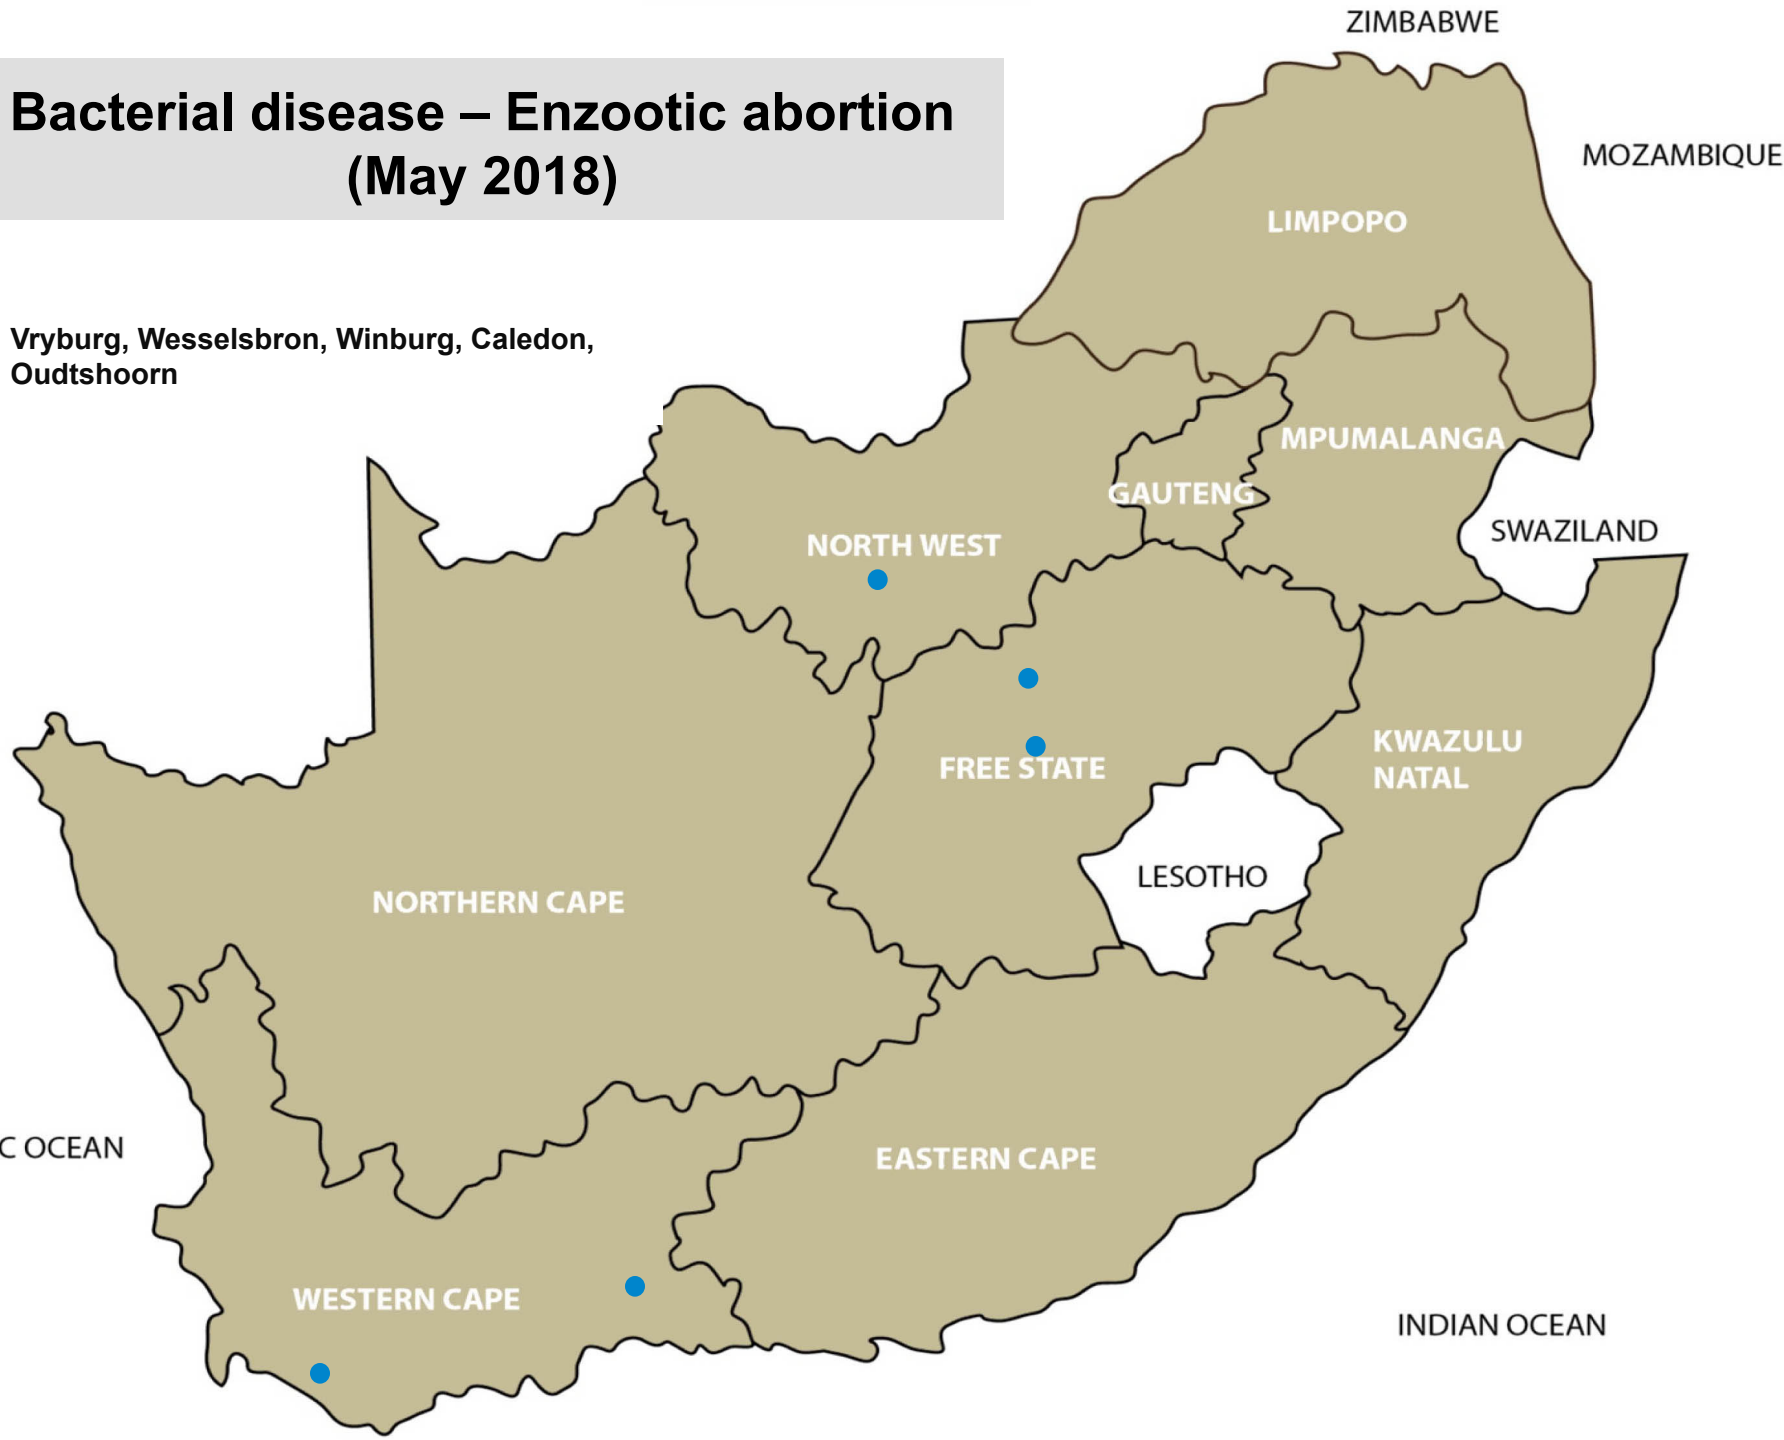 ZIMBABWE
Bacterial disease – Enzootic abortion
(May 2018)
MOZAMBIQUE
LIMPOPO
Vryburg, Wesselsbron, Winburg, Caledon,
Oudtshoorn
MPUMALANGA
GAUTENG
SWAZILAND
NORTH WEST
KWAZULU
NATAL
FREE STATE
LESOTHO
NORTHERN CAPE
C OCEAN
EASTERN CAPE
WESTERN CAPE
INDIAN OCEAN